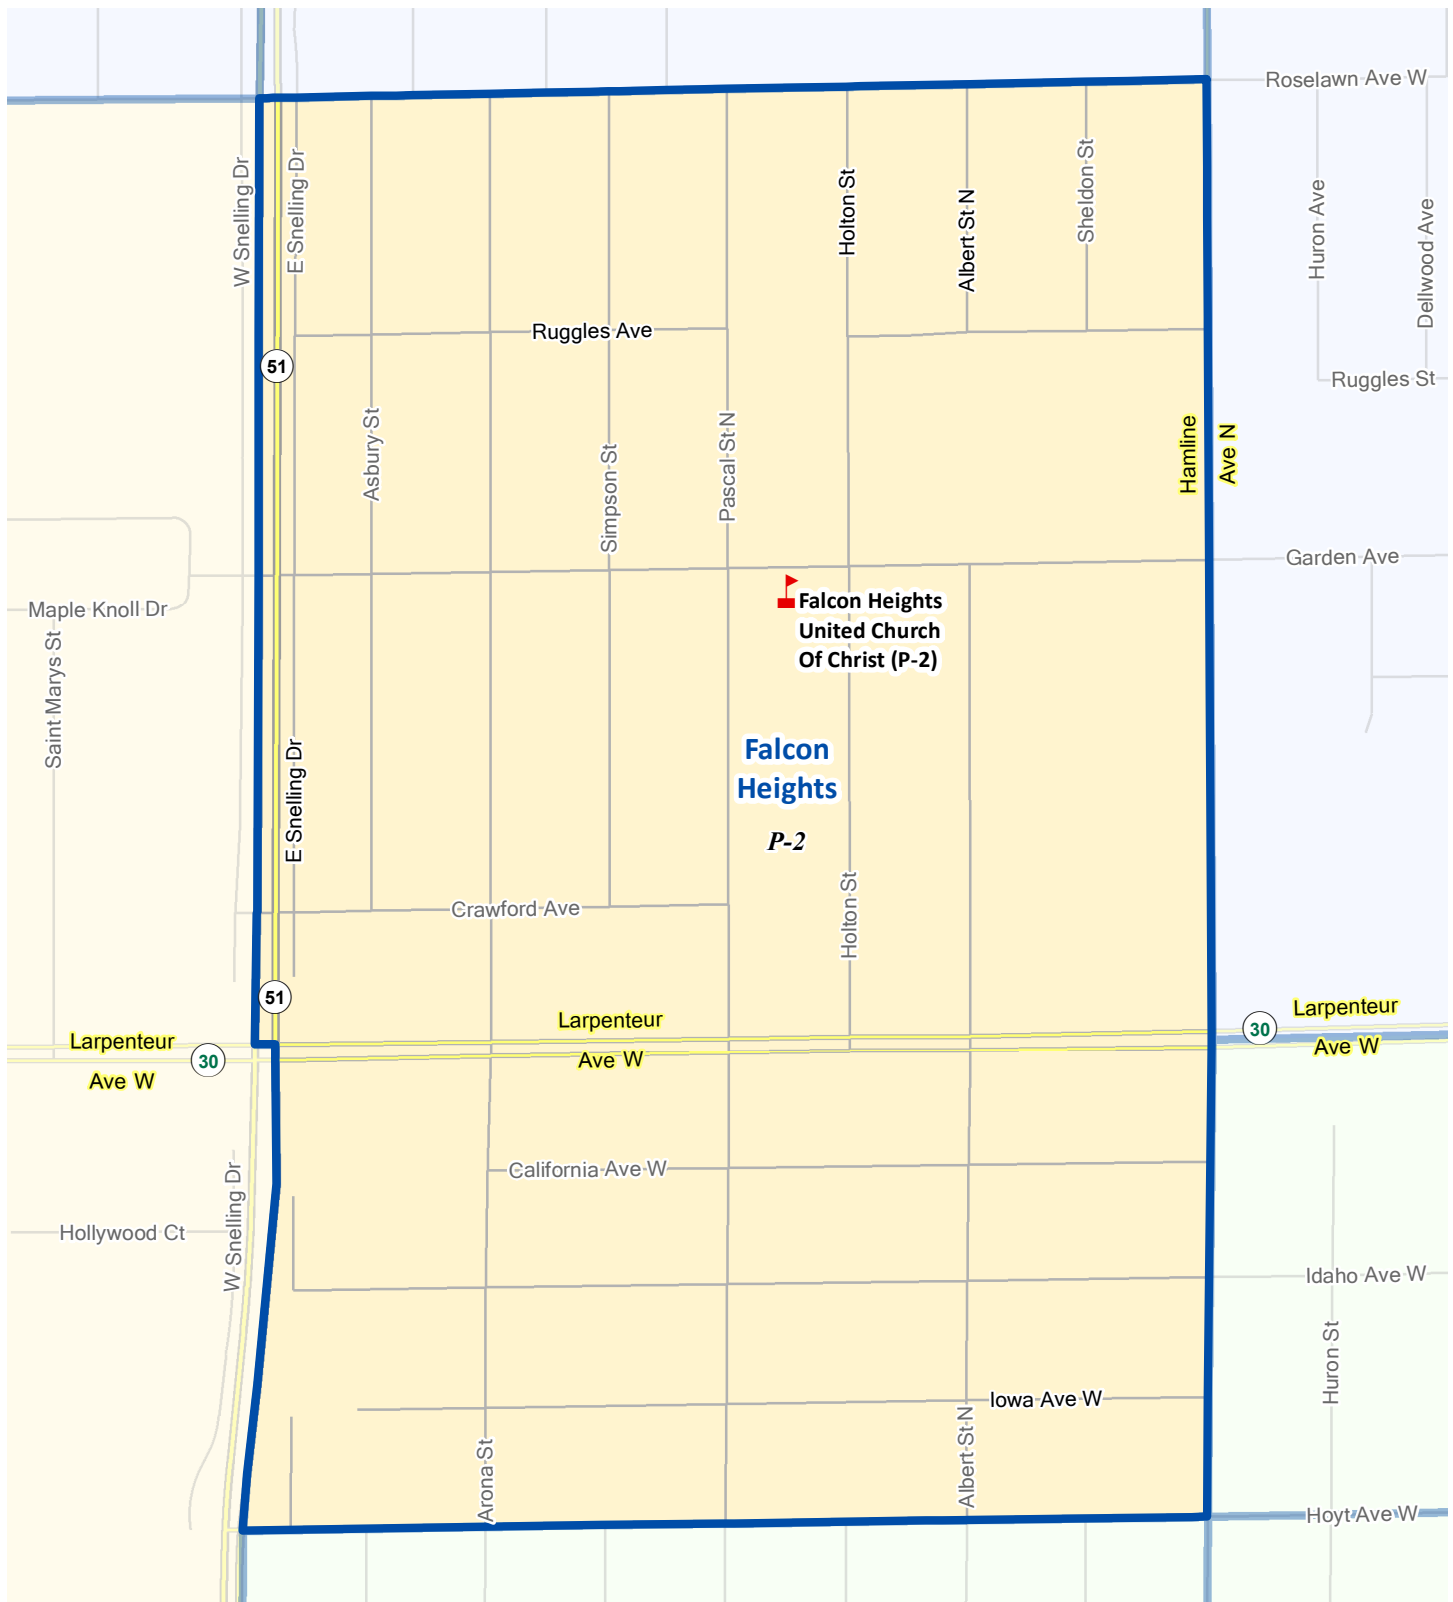 Roselawn Ave W
W Snelling Dr
E Snelling Dr
Holton St
Albert St N
Sheldon St
Huron Ave
Dellwood Ave
Ruggles Ave
51
Ruggles St
Asbury St
Simpson St
Pascal St N
Hamline
Ave N
Garden Ave
Maple Knoll Dr
Saint Marys St
Falcon Heights
United Church
Of Christ (P-2)
Falcon
Heights
P-2
E Snelling Dr
Crawford Ave
Holton St
51
Larpenteur
Ave W
30
Larpenteur
Ave W
30
Larpenteur
Ave W
California Ave W
W Snelling Dr
Hollywood Ct
Idaho Ave W
Huron St
Iowa Ave W
Arona St
Albert St N
Hoyt Ave W